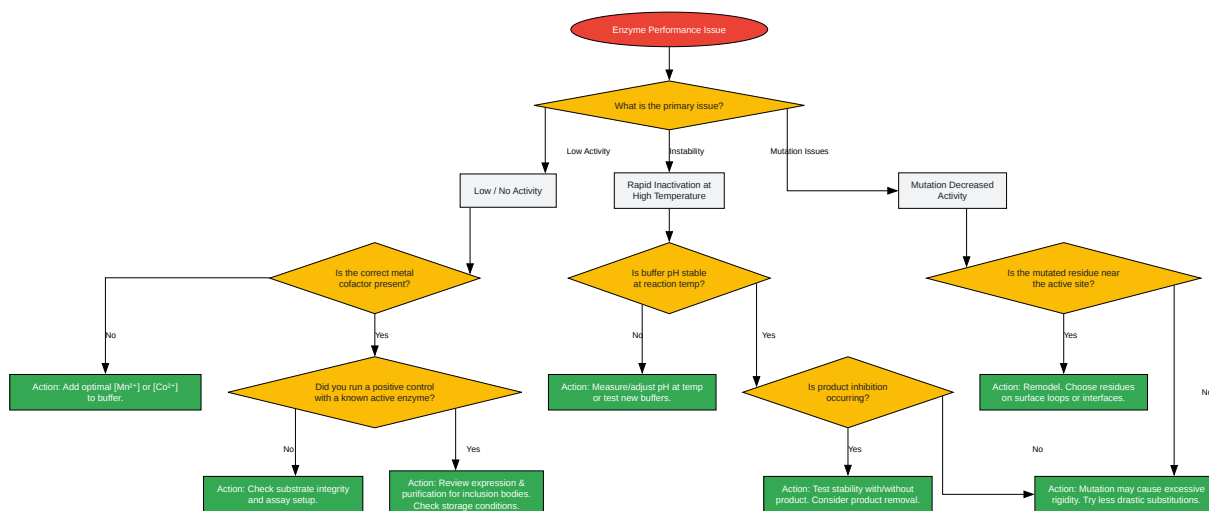 Enzyme Performance Issue
What is the primary issue?
Low Activity
Instability
Mutation Issues
Low / No Activity
Rapid Inactivation at
High Temperature
Mutation Decreased
Activity
Is the correct metal
cofactor present?
Is buffer pH stable
at reaction temp?
Is the mutated residue near
the active site?
No
Yes
No
Yes
Yes
No
Action: Add optimal [Mn²⁺] or [Co²⁺]
to buffer.
Did you run a positive control
with a known active enzyme?
Action: Measure/adjust pH at temp
or test new buffers.
Is product inhibition
occurring?
Action: Remodel. Choose residues
on surface loops or interfaces.
No
Yes
Yes
No
Action: Check substrate integrity
and assay setup.
Action: Review expression &
purification for inclusion bodies.
Check storage conditions.
Action: Test stability with/without
product. Consider product removal.
Action: Mutation may cause excessive
rigidity. Try less drastic substitutions.